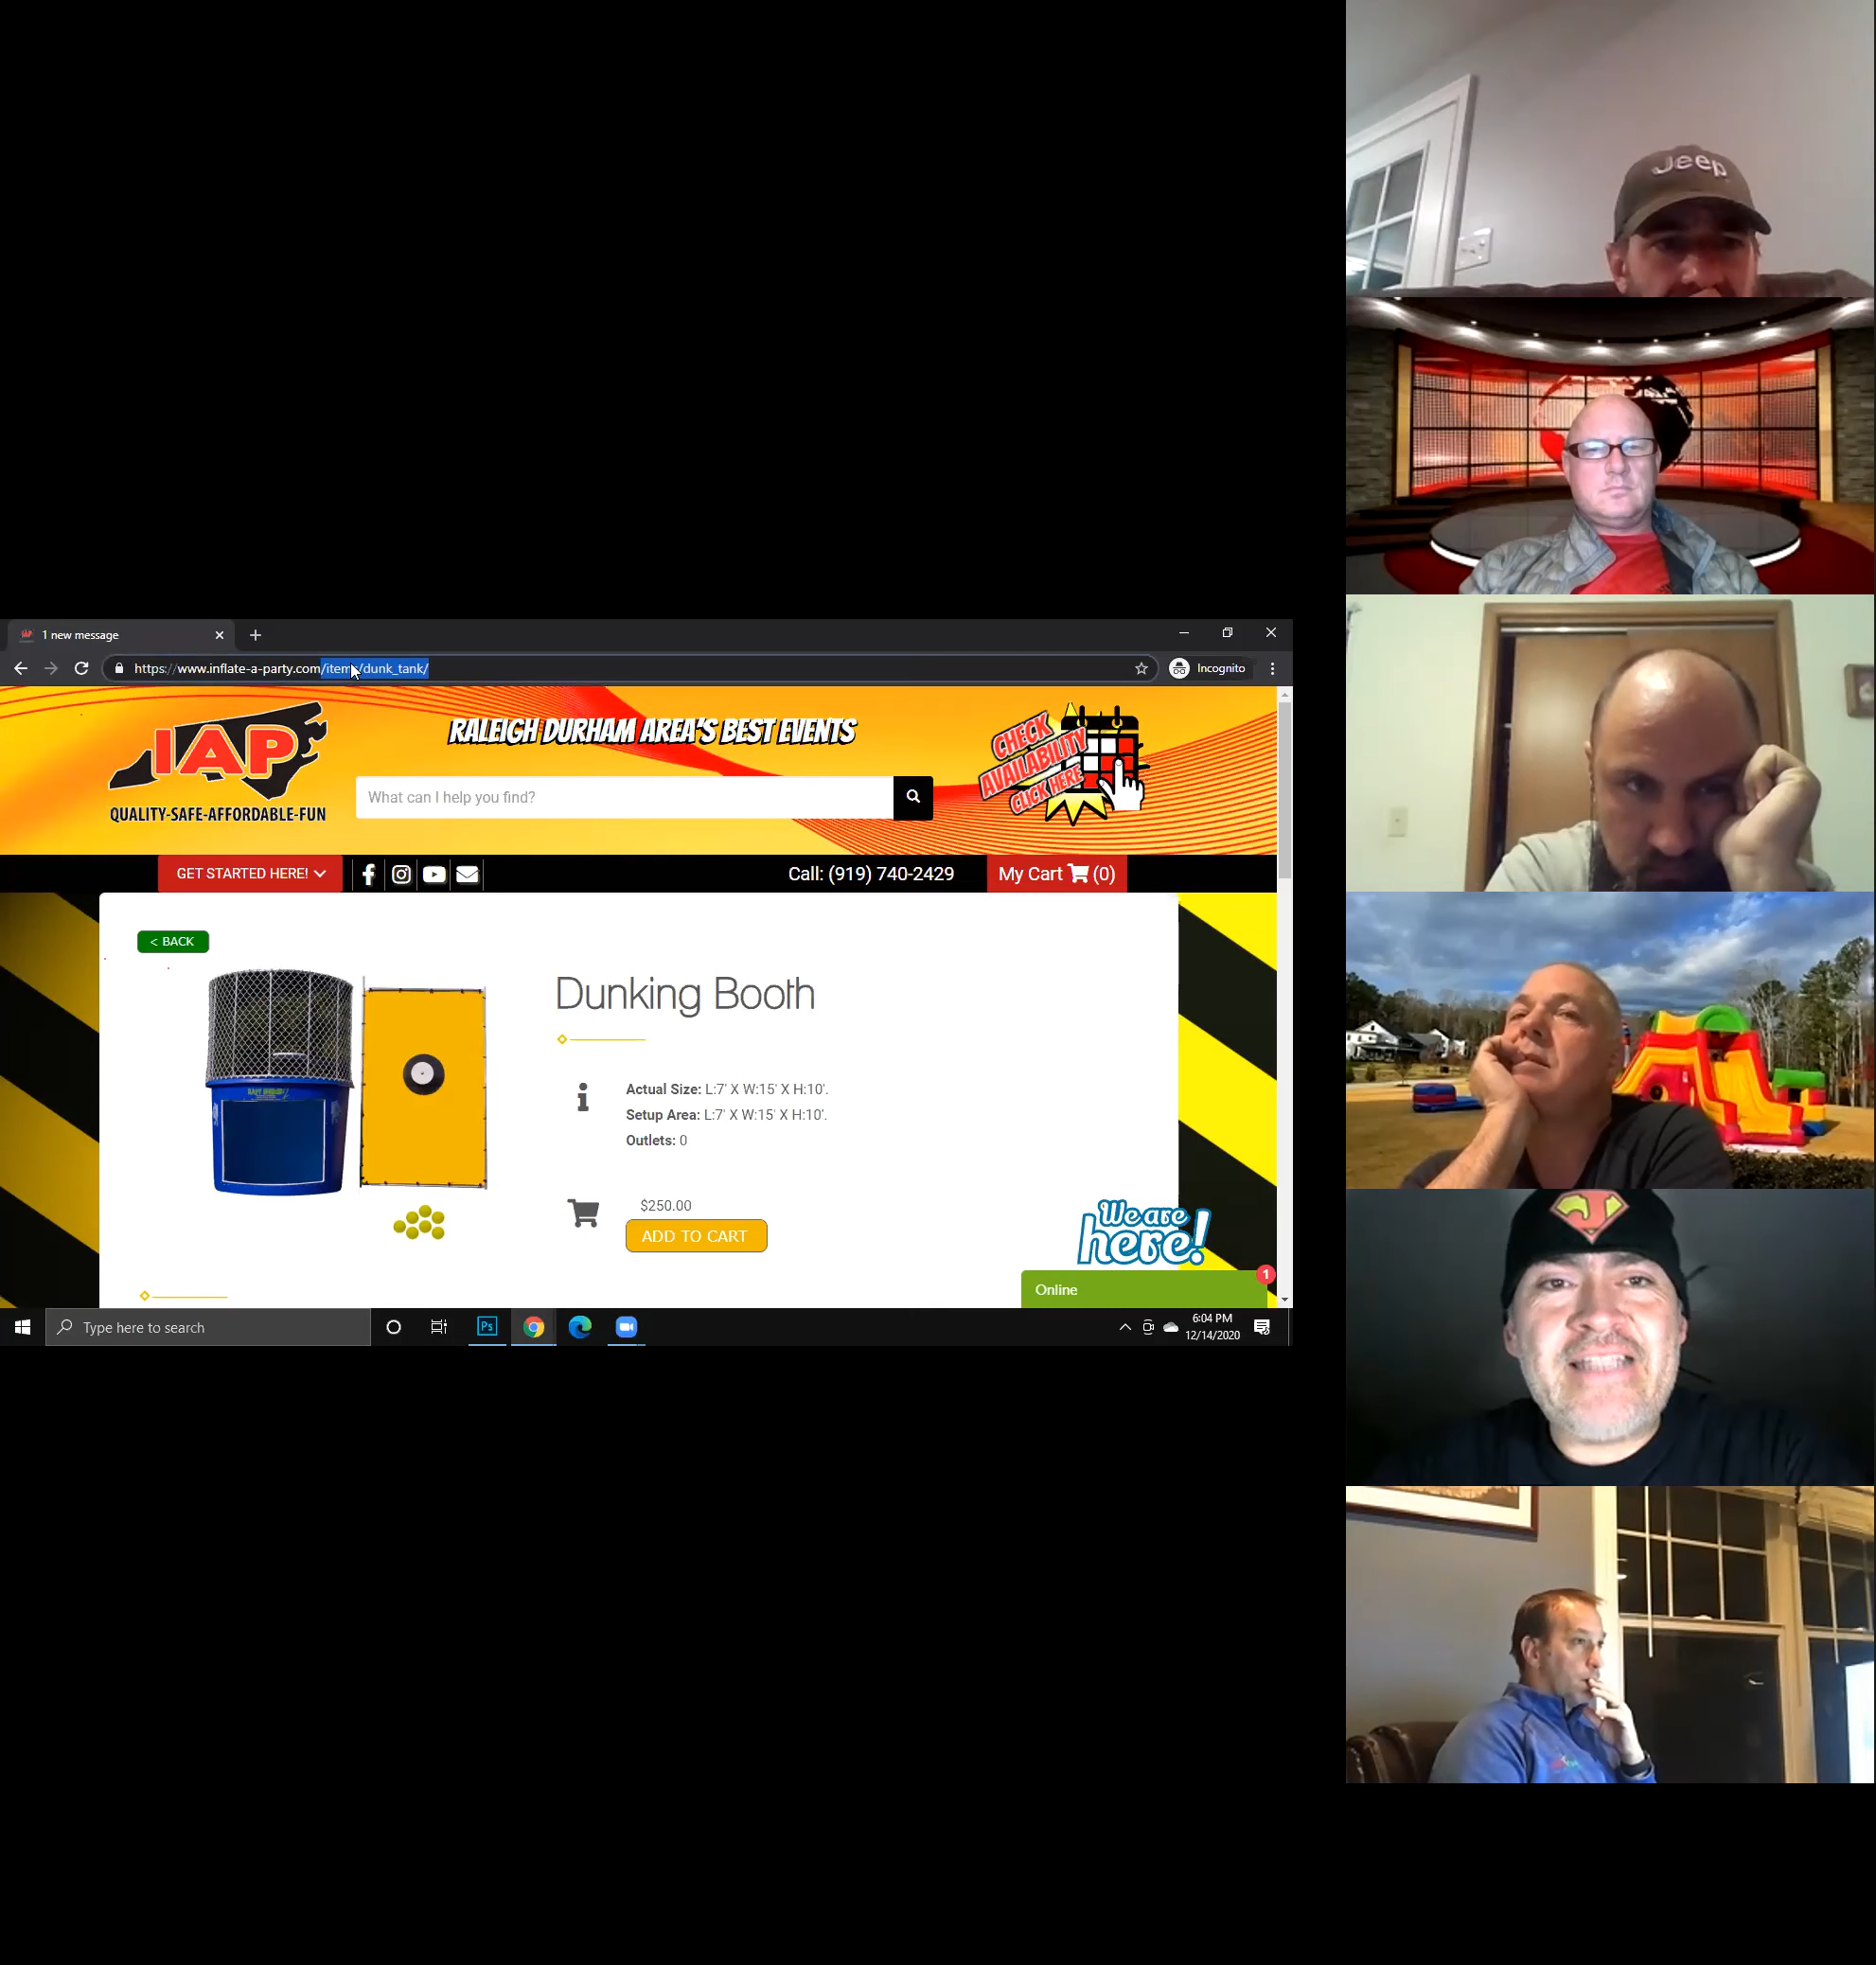 Jeep
1 new message
https://www.inflate-a-party.com/items/dunk_tank/
Incognito
IAP
QUALITY-SAFE-AFFORDABLE-FUN
RALEIGH DURHAM AREA'S BEST EVENTS
What can I help you find?
CHECK
AVAILABILITY
CLICK HERE
GET STARTED HERE!
Call: (919) 740-2429
My Cart (0)
< BACK
Dunking Booth
Actual Size: L:7' X W:15' X H:10'.
Setup Area: L:7' X W:15' X H:10'.
Outlets: 0
$250.00
ADD TO CART
We are
here!
Online
1
Type here to search
Ps
6:04 PM
12/14/2020
J